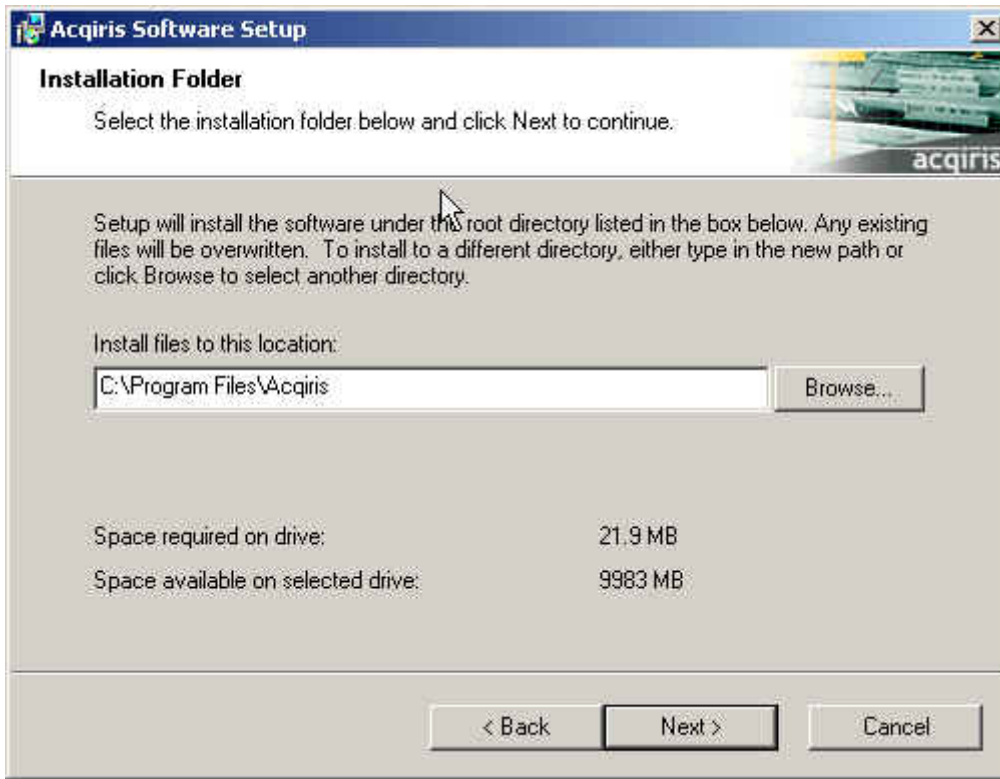 Acqiris Software Setup
Installation Folder
Select the installation folder below and click Next to continue.
acqiris
Setup will install the software under the root directory listed in the box below. Any existing
files will be overwritten. To install to a different directory, either type in the new path or
click Browse to select another directory.
Install files to this location:
C:\Program Files\Acqiris
Browse...
Space required on drive: 21.9 MB
Space available on selected drive: 9983 MB
< Back Next > Cancel